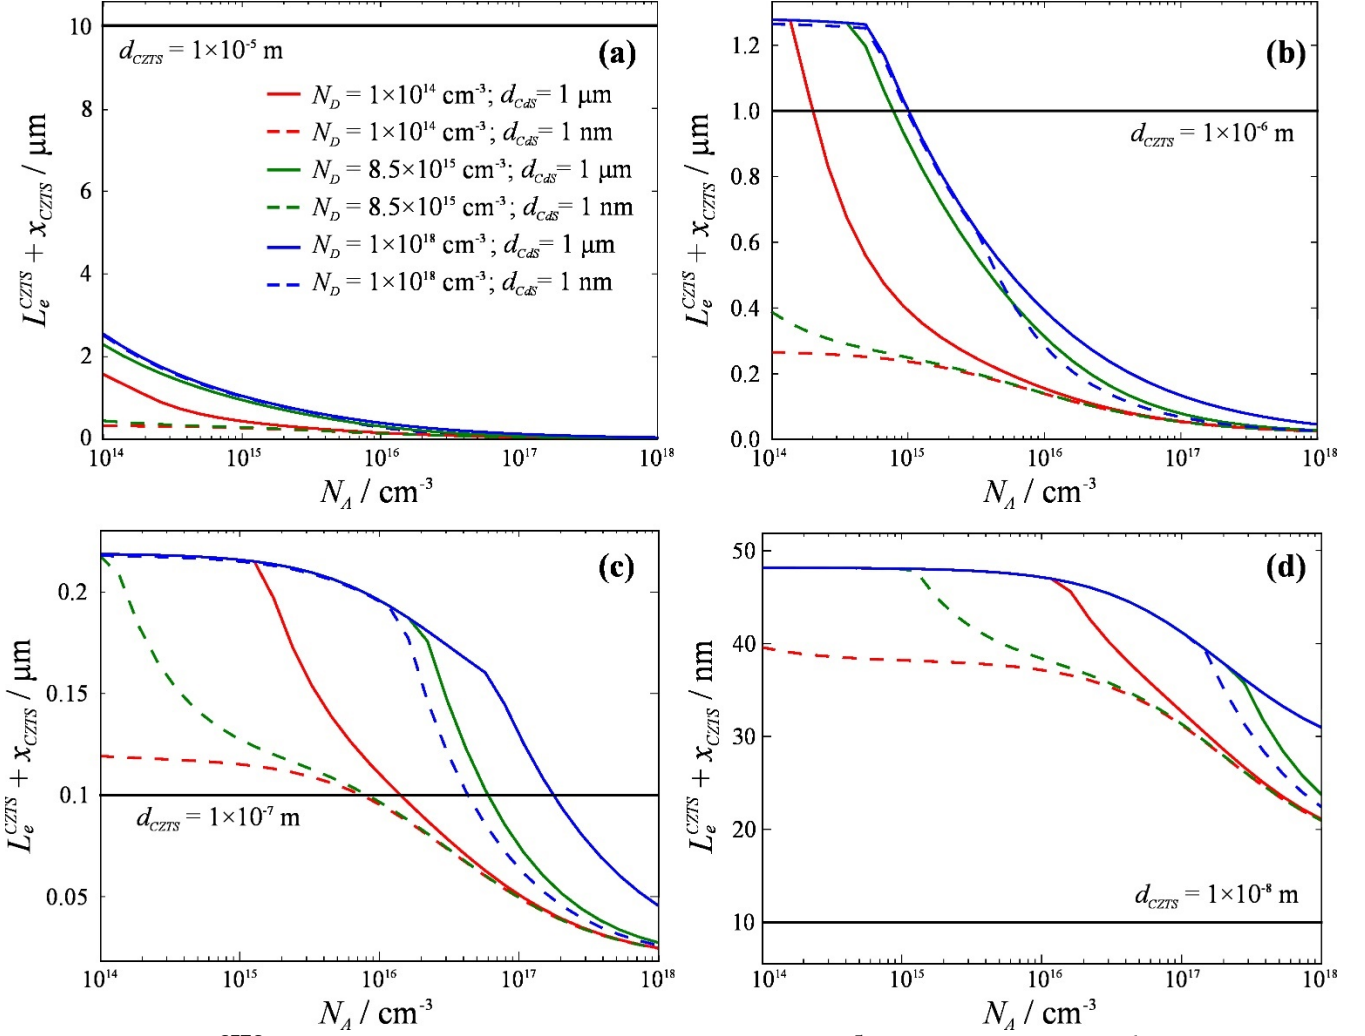 (a)
d_CZTS = 1×10⁻⁵ m
N_D = 1×10¹⁴ cm⁻³; d_CdS= 1 μm
N_D = 1×10¹⁴ cm⁻³; d_CdS= 1 nm
N_D = 8.5×10¹⁵ cm⁻³; d_CdS= 1 μm
N_D = 8.5×10¹⁵ cm⁻³; d_CdS= 1 nm
N_D = 1×10¹⁸ cm⁻³; d_CdS= 1 μm
N_D = 1×10¹⁸ cm⁻³; d_CdS= 1 nm
L_e^CZTS + x_CZTS / μm
10
8
6
4
2
0
10¹⁴ 10¹⁵ 10¹⁶ 10¹⁷ 10¹⁸
N_A / cm⁻³
(b)
d_CZTS = 1×10⁻⁶ m
L_e^CZTS + x_CZTS / μm
1.2
1.0
0.8
0.6
0.4
0.2
0.0
10¹⁴ 10¹⁵ 10¹⁶ 10¹⁷ 10¹⁸
N_A / cm⁻³
(c)
d_CZTS = 1×10⁻⁷ m
L_e^CZTS + x_CZTS / μm
0.2
0.15
0.1
0.05
10¹⁴ 10¹⁵ 10¹⁶ 10¹⁷ 10¹⁸
N_A / cm⁻³
(d)
d_CZTS = 1×10⁻⁸ m
L_e^CZTS + x_CZTS / nm
50
40
30
20
10
10¹⁴ 10¹⁵ 10¹⁶ 10¹⁷ 10¹⁸
N_A / cm⁻³